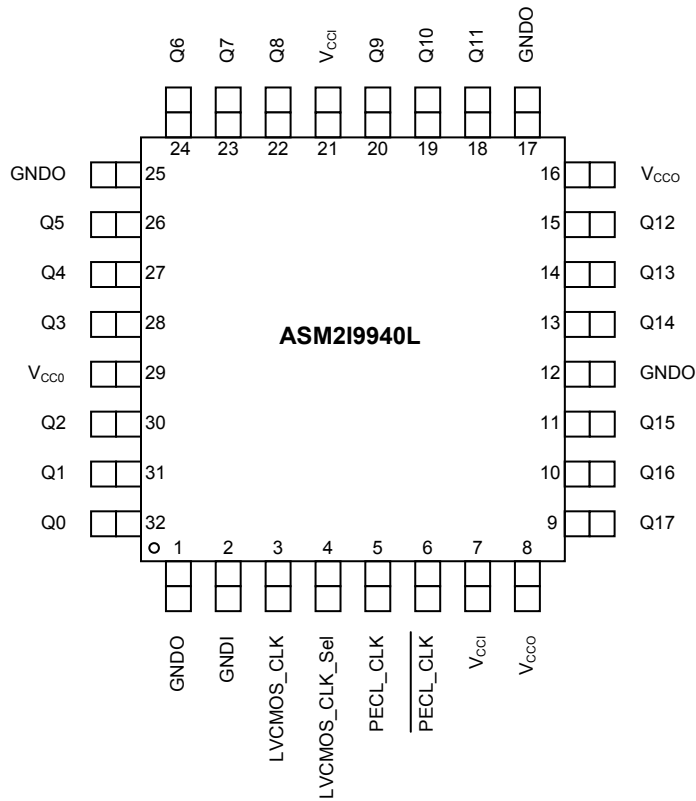 Q6 Q7 Q8 VCCI Q9 Q10 Q11 GNDO
24 23 22 21 20 19 18 17
GNDO 25 16 VCCO
Q5 26 15 Q12
Q4 27 14 Q13
Q3 28 13 Q14
ASM2I9940L
VCC0 29 12 GNDO
Q2 30 11 Q15
Q1 31 10 Q16
Q0 32 9 Q17
1 2 3 4 5 6 7 8
GNDO GNDI LVCMOS_CLK LVCMOS_CLK_Sel PECL_CLK PECL_CLK VCCI VCCO